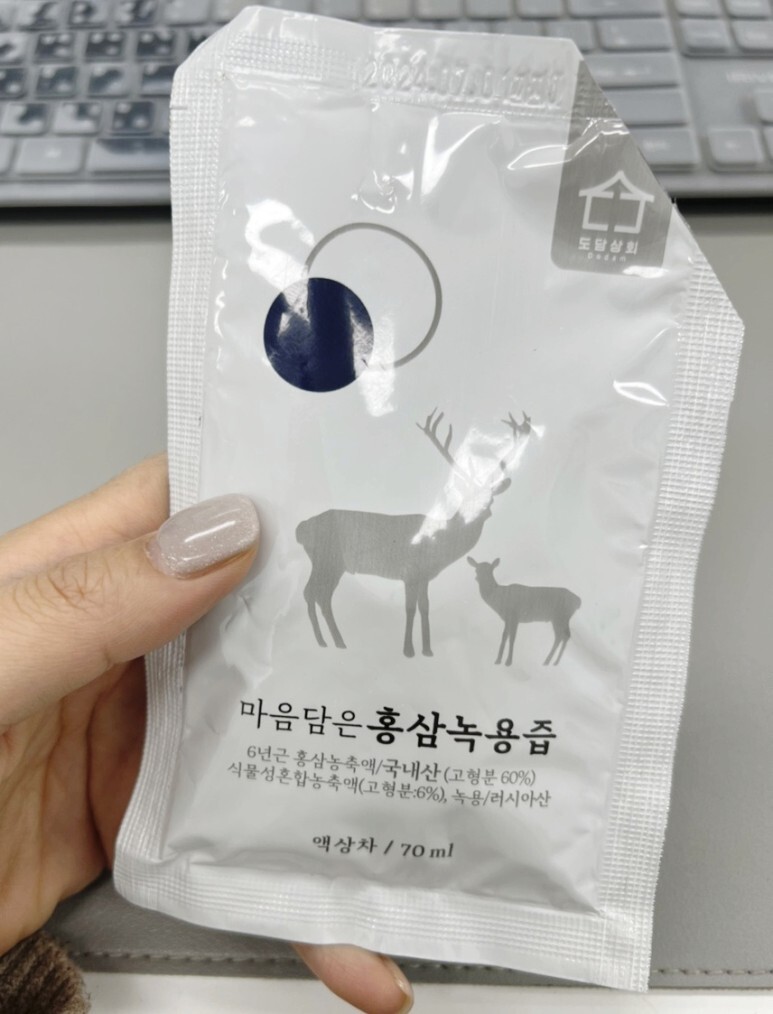 도담상회
Dodam
마음담은 홍삼녹용즙
6년근 홍삼농축액/국내산 (고형분 60%)
식물성혼합농축액(고형분:6%), 녹용/러시아산
액상차 / 70 ml